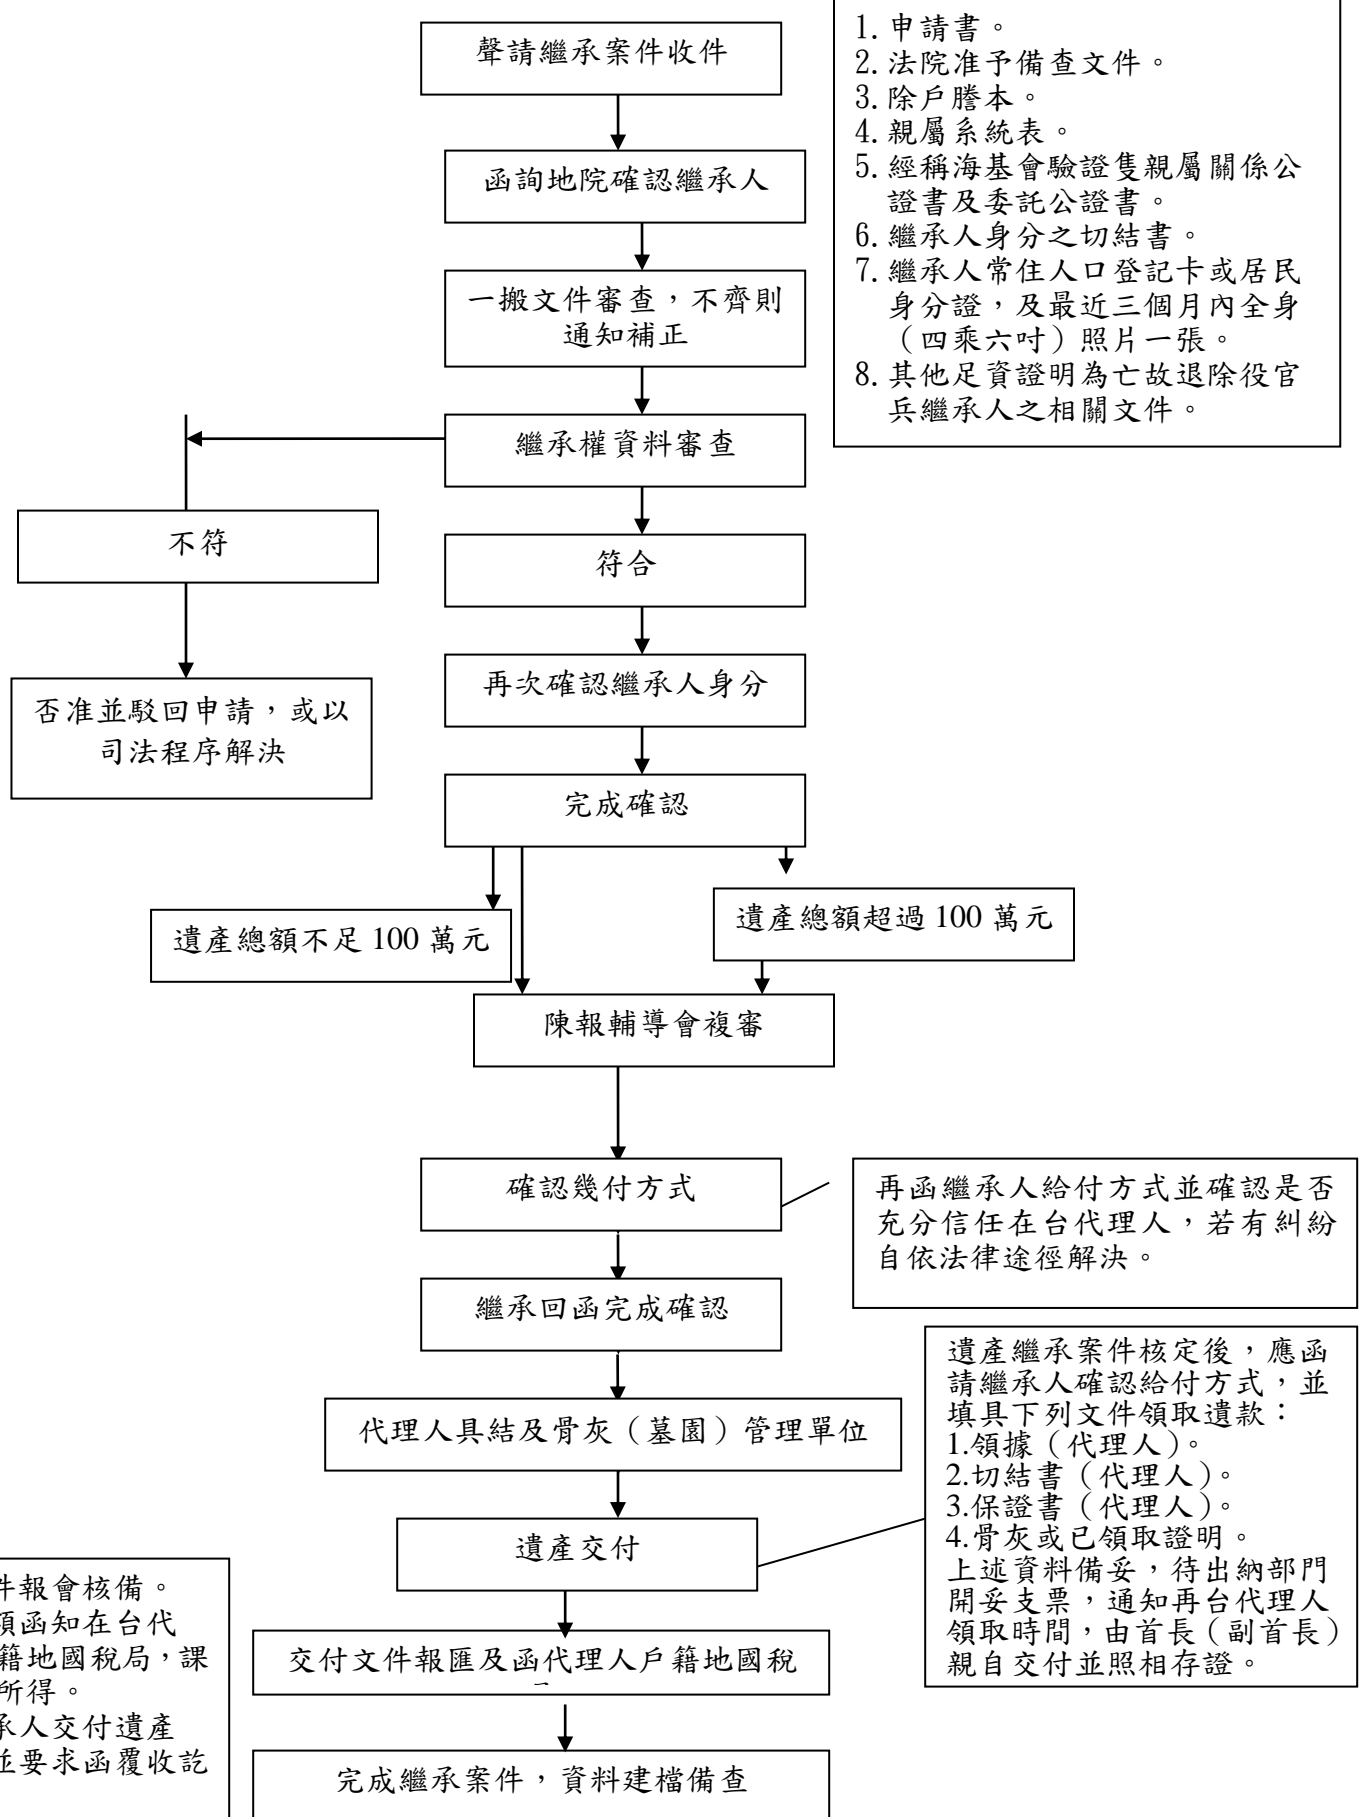 聲請繼承案件收件
1.申請書。
2.法院准予備查文件。
3.除戶謄本。
4.親屬系統表。
5.經稱海基會驗證隻親屬關係公
證書及委託公證書。
6.繼承人身分之切結書。
7.繼承人常住人口登記卡或居民
身分證，及最近三個月內全身
（四乘六吋）照片一張。
8.其他足資證明為亡故退除役官
兵繼承人之相關文件。
函詢地院確認繼承人
一搬文件審查，不齊則
通知補正
繼承權資料審查
不符
符合
否准並駁回申請，或以
司法程序解決
再次確認繼承人身分
完成確認
遺產總額不足 100 萬元
遺產總額超過 100 萬元
陳報輔導會複審
確認幾付方式
再函繼承人給付方式並確認是否
充分信任在台代理人，若有糾紛
自依法律途徑解決。
繼承回函完成確認
代理人具結及骨灰（墓園）管理單位
遺產交付
遺產繼承案件核定後，應函
請繼承人確認給付方式，並
填具下列文件領取遺款：
1.領據（代理人）。
2.切結書（代理人）。
3.保證書（代理人）。
4.骨灰或已領取證明。
上述資料備妥，待出納部門
開妥支票，通知再台代理人
領取時間，由首長（副首長）
親自交付並照相存證。
交付文件報匯及函代理人戶籍地國稅
件報會核備。
須函知在台代
籍地國稅局，課
所得。
承人交付遺產
並要求函覆收訖
完成繼承案件，資料建檔備查